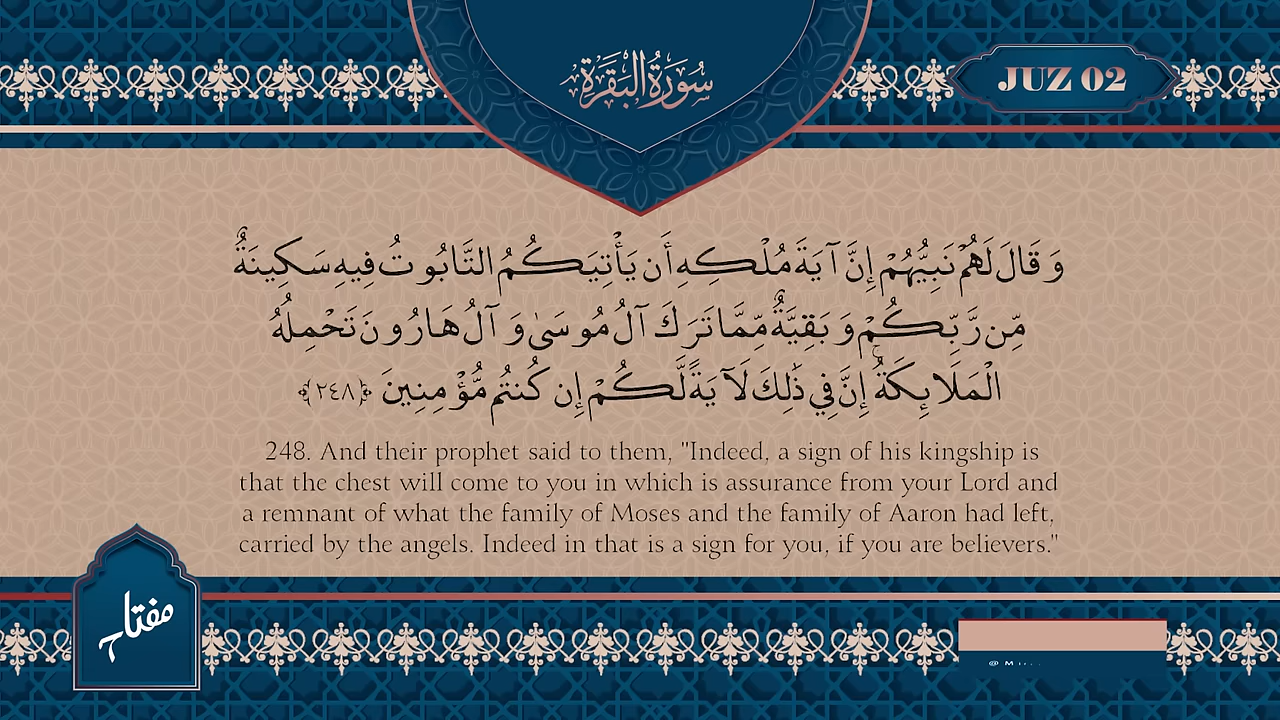 سُورَةُ البَقَرَةِ
JUZ 02
وَقَالَ لَهُمْ نَبِيُّهُمْ إِنَّ آيَةَ مُلْكِهِ أَن يَأْتِيَكُمُ التَّابُوتُ فِيهِ سَكِينَةٌ
مِّن رَّبِّكُمْ وَبَقِيَّةٌ مِّمَّا تَرَكَ آلُ مُوسَىٰ وَآلُ هَارُونَ تَحْمِلُهُ
الْمَلَائِكَةُ ۚ إِنَّ فِي ذَٰلِكَ لَآيَةً لَّكُمْ إِن كُنتُم مُّؤْمِنِينَ ﴿٢٤٨﴾
248. And their prophet said to them, "Indeed, a sign of his kingship is
that the chest will come to you in which is assurance from your Lord and
a remnant of what the family of Moses and the family of Aaron had left,
carried by the angels. Indeed in that is a sign for you, if you are believers."
مفتاح